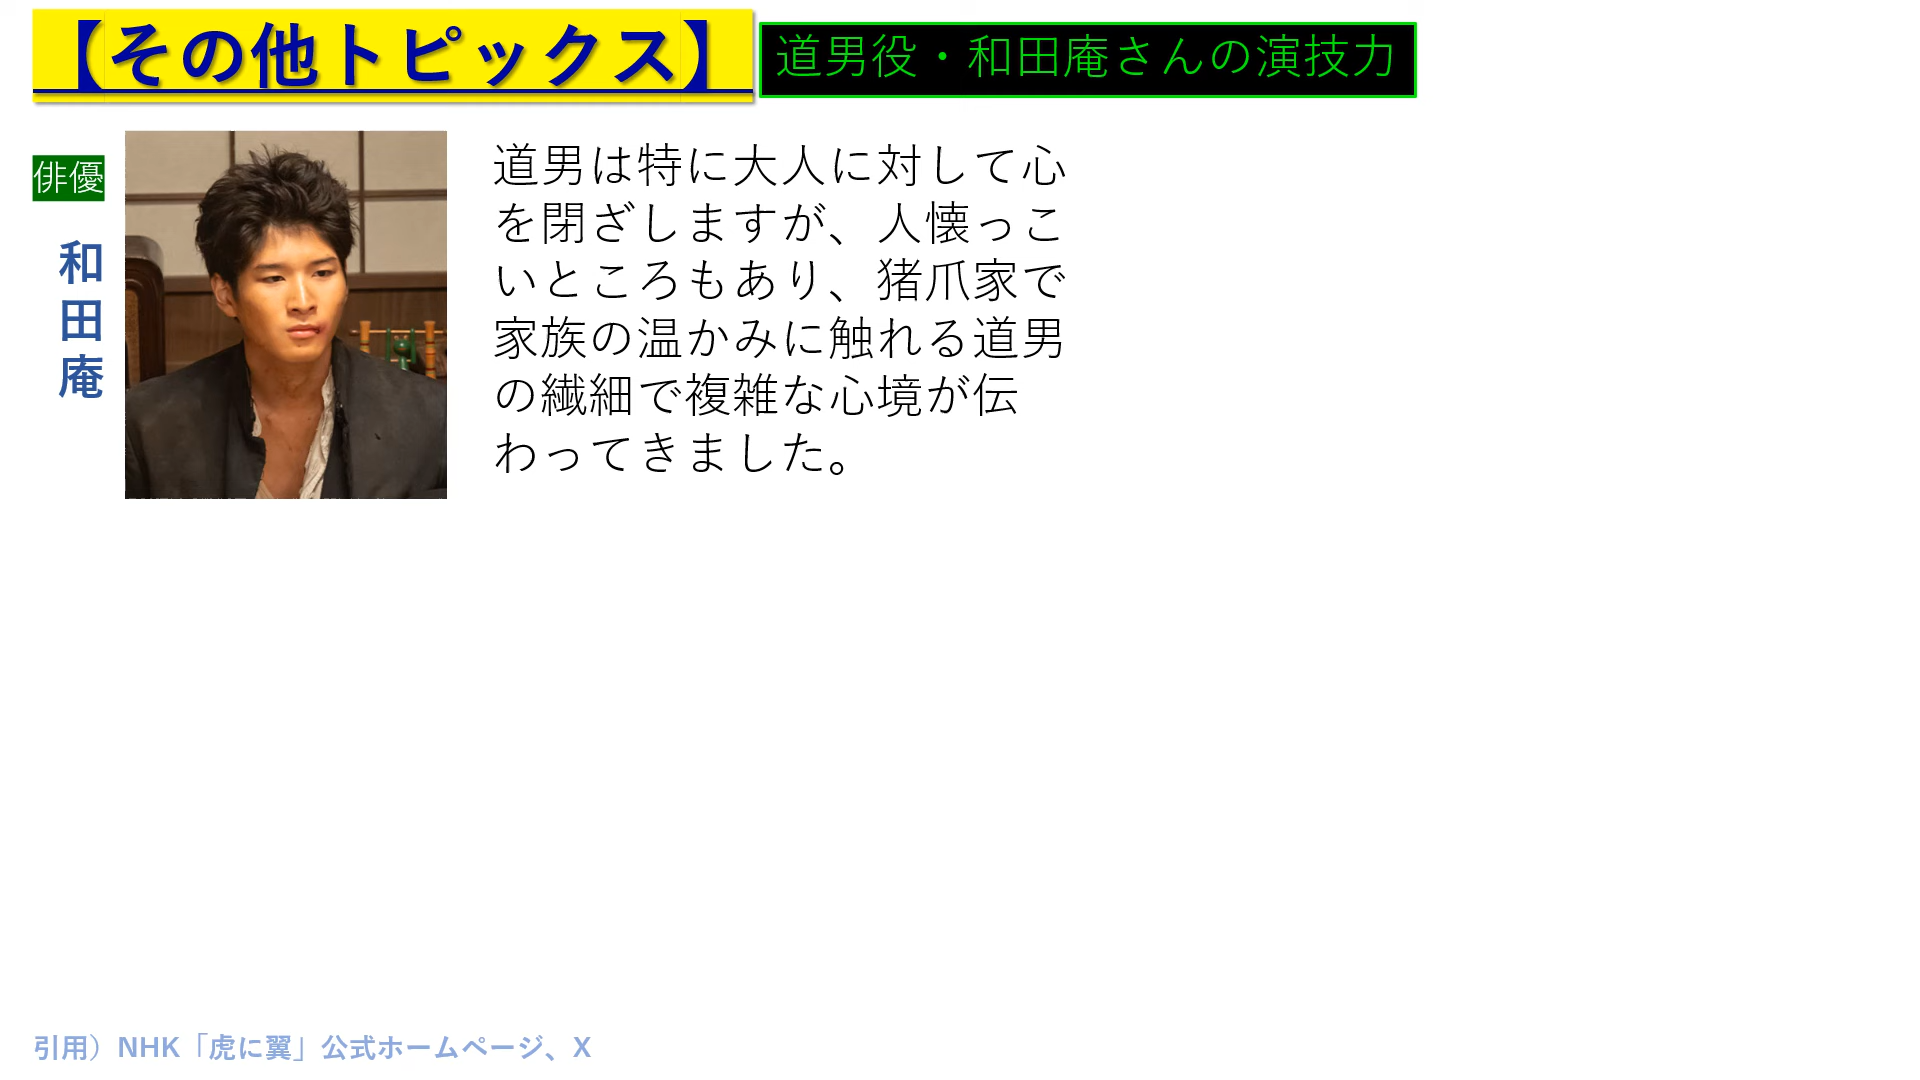 【その他トピックス】
道男役・和田庵さんの演技力
俳優
和田庵
道男は特に大人に対して心
を閉ざしますが、人懐っこ
いところもあり、猪爪家で
家族の温かみに触れる道男
の繊細で複雑な心境が伝
わってきました。
引用）NHK「虎に翼」公式ホームページ、X